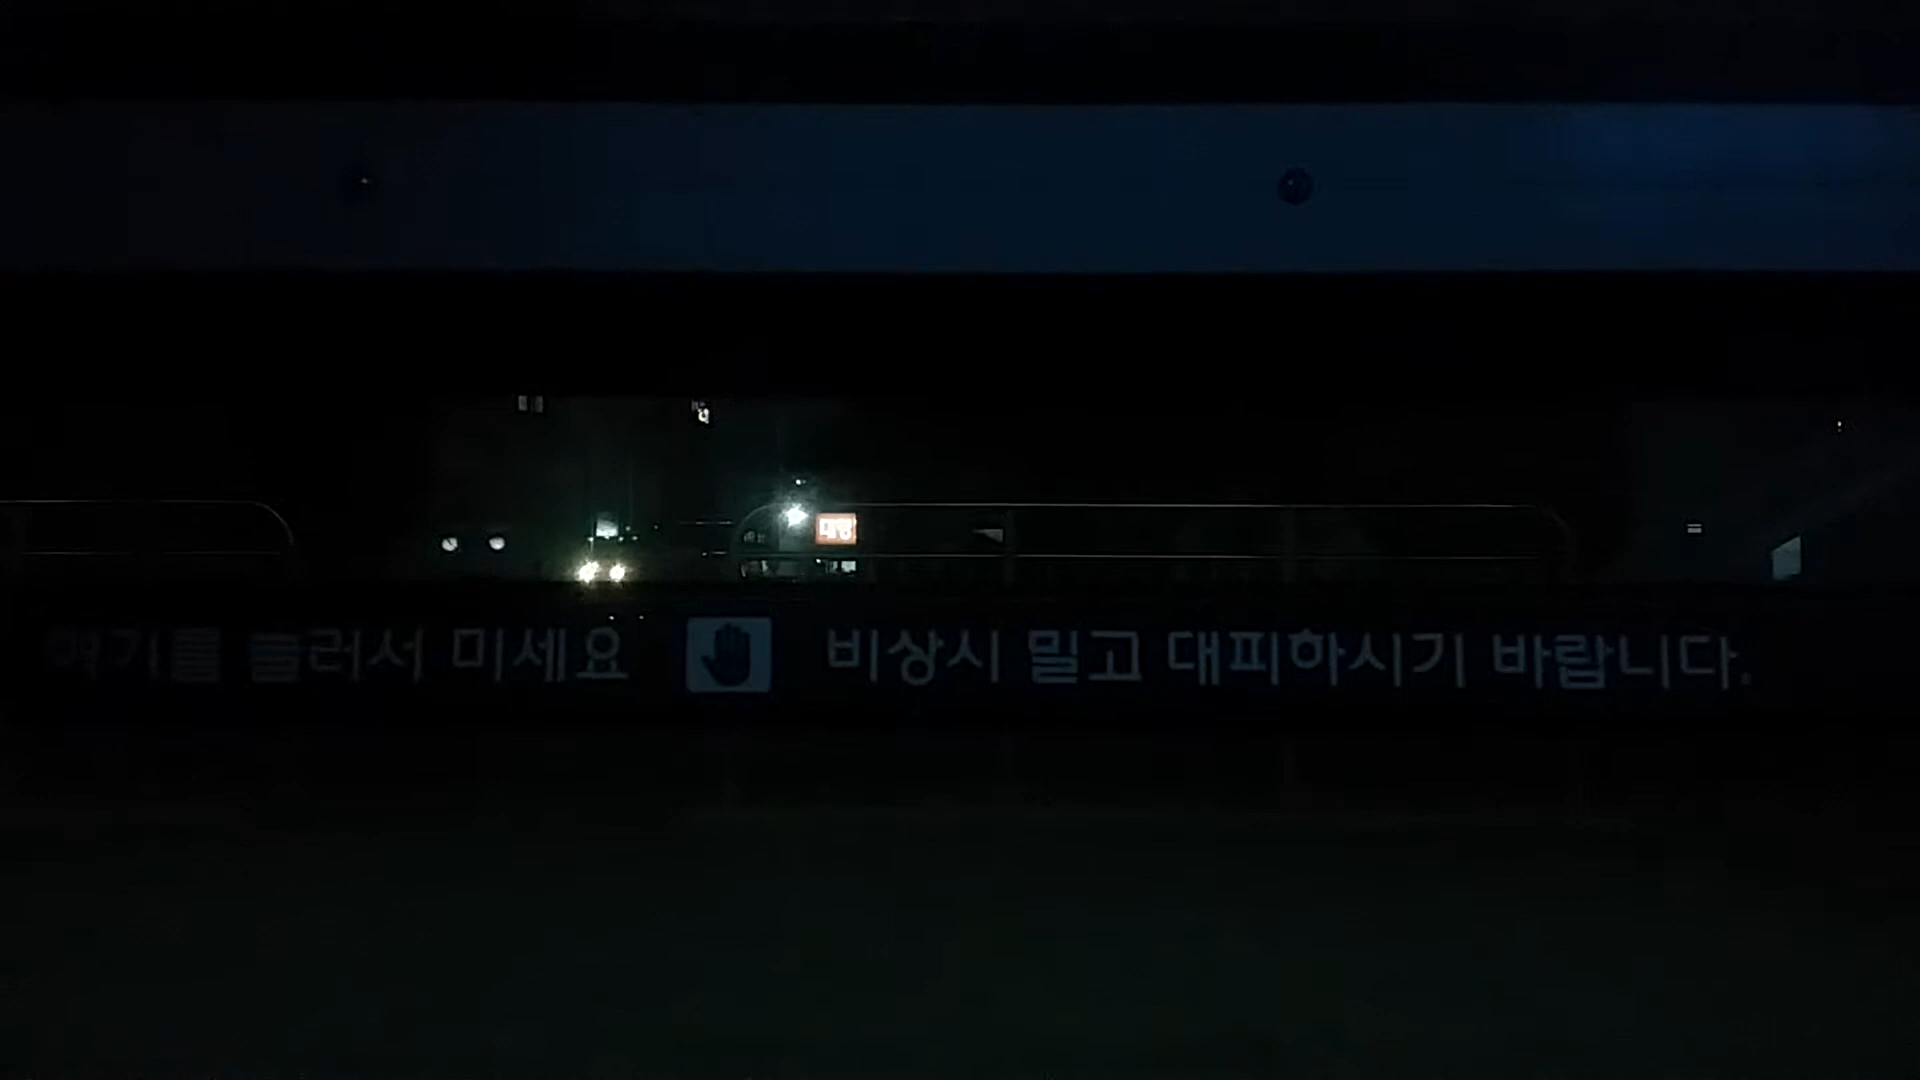 여기를 눌러서 미세요 비상시 밀고 대피하시기 바랍니다.